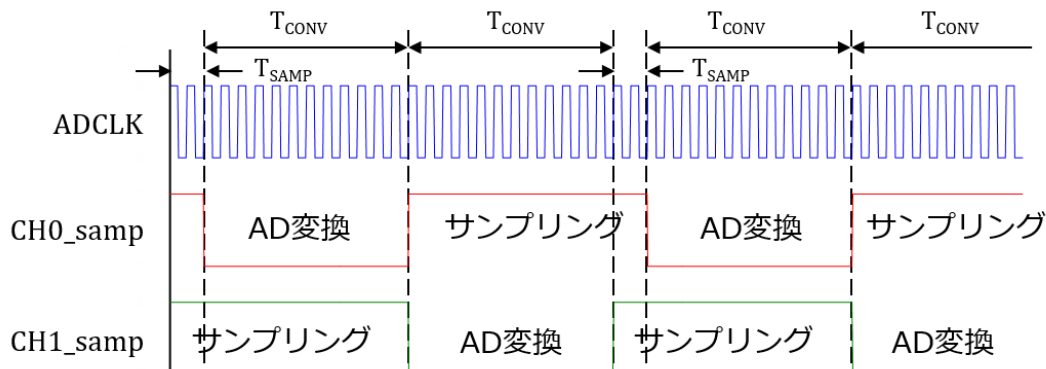 TCONV TCONV TCONV TCONV
TSAMP TSAMP
ADCLK
CH0_samp AD変換 サンプリング AD変換 サンプリング
CH1_samp サンプリング AD変換 サンプリング AD変換